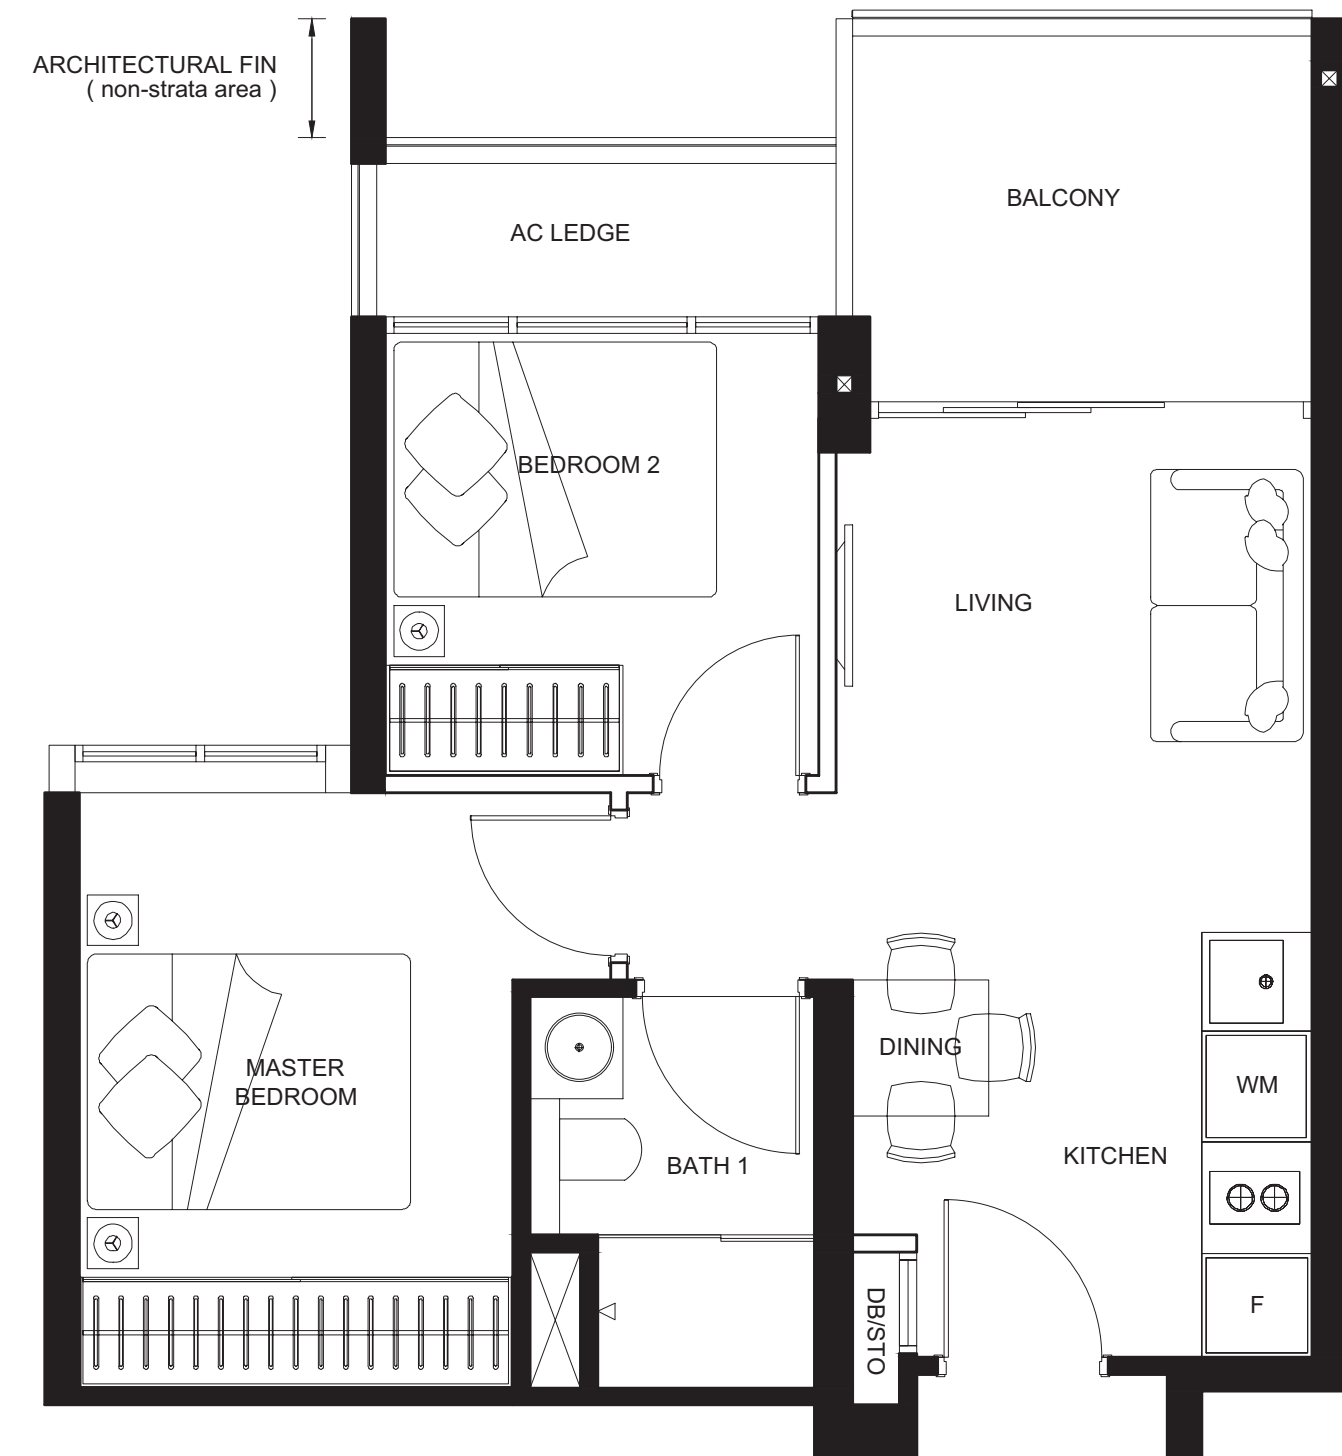 ARCHITECTURAL FIN
( non-strata area )
BALCONY
AC LEDGE
BEDROOM 2
LIVING
DINING
MASTER
BEDROOM
WM
KITCHEN
BATH 1
F
DB/STO